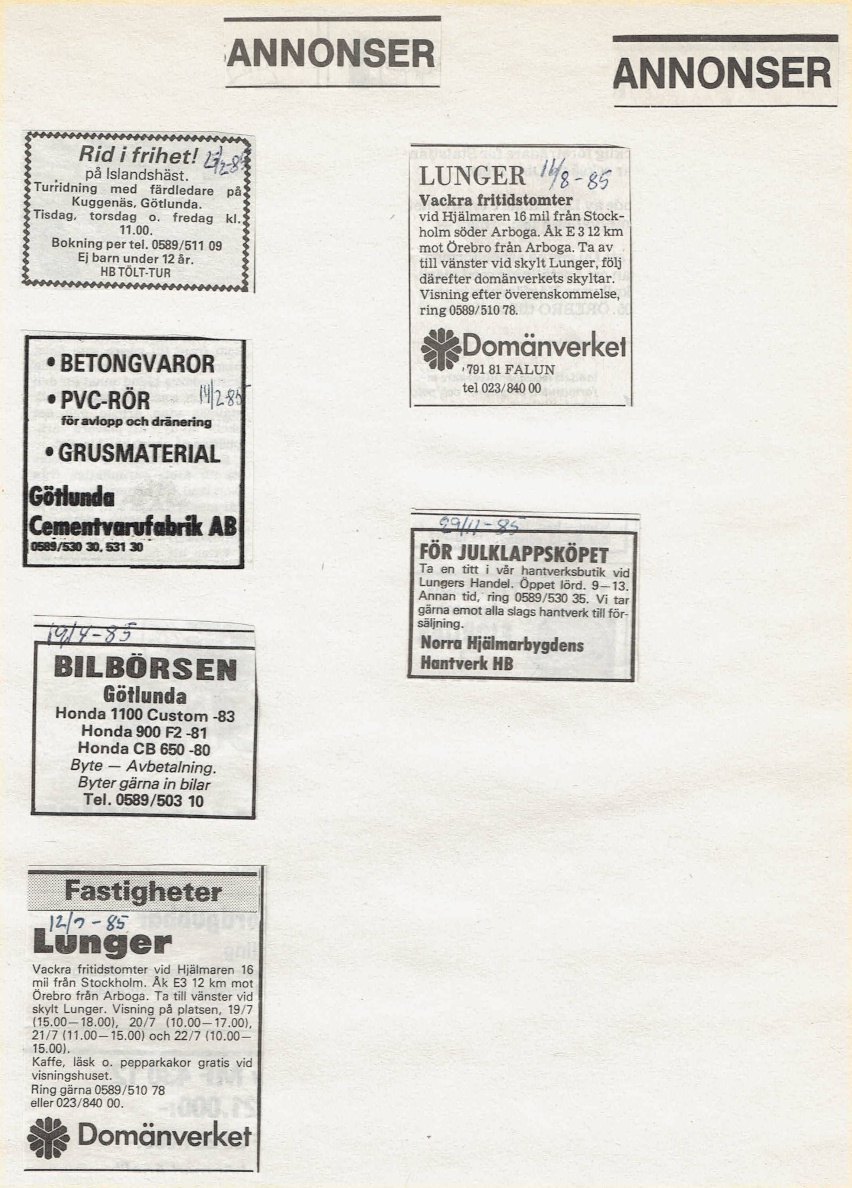 ANNONSER
ANNONSER
Rid i frihet!
på Islandshäst.
Turridning med färdledare på
Kuggenäs, Götlunda.
Tisdag, torsdag o. fredag kl.
11.00.
Bokning per tel. 0589/511 09
Ej barn under 12 år.
HB TÖLT-TUR
• BETONGVAROR
• PVC-RÖR 14/2-85
för avlopp och dränering
• GRUSMATERIAL
Götlunda
Cementvarufabrik AB
0589/530 30, 531 30
19/4-85
BILBÖRSEN
Götlunda
Honda 1100 Custom -83
Honda 900 F2 -81
Honda CB 650 -80
Byte — Avbetalning.
Byter gärna in bilar
Tel. 0589/503 10
Fastigheter
12/7-85
Lunger
Vackra fritidstomter vid Hjälmaren 16
mil från Stockholm. Åk E3 12 km mot
Örebro från Arboga. Ta till vänster vid
skylt Lunger. Visning på platsen, 19/7
(15.00—18.00), 20/7 (10.00—17.00),
21/7 (11.00—15.00) och 22/7 (10.00—
15.00).
Kaffe, läsk o. pepparkakor gratis vid
visningshuset.
Ring gärna 0589/510 78
eller 023/840 00.
Domänverket
LUNGER 16/8-85
Vackra fritidstomter
vid Hjälmaren 16 mil från Stock-
holm söder Arboga. Åk E 3 12 km
mot Örebro från Arboga. Ta av
till vänster vid skylt Lunger, följ
därefter domänverkets skyltar.
Visning efter överenskommelse,
ring 0589/510 78.
Domänverket
791 81 FALUN
tel 023/840 00
29/11-85
FÖR JULKLAPPSKÖPET
Ta en titt i vår hantverksbutik vid
Lungers Handel. Öppet lörd. 9—13.
Annan tid, ring 0589/530 35. Vi tar
gärna emot alla slags hantverk till för-
säljning.
Norra Hjälmarbygdens
Hantverk HB